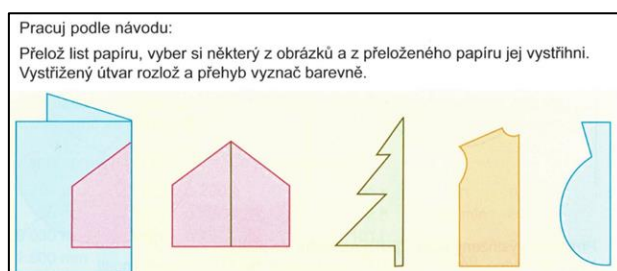 Pracuj podle návodu:
Přelož list papíru, vyber si některý z obrázků a z přeloženého papíru jej vystřihni.
Vystřižený útvar rozlož a přehyb vyznač barevně.